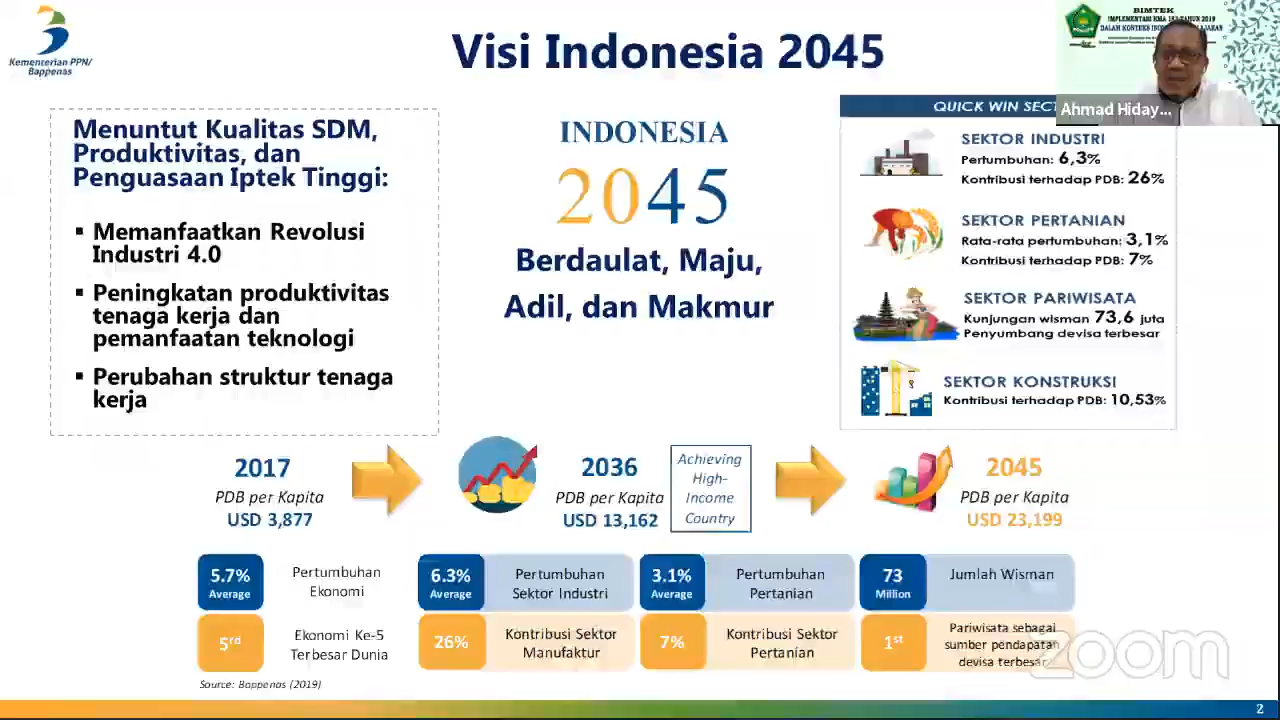 Kementerian PPN/
Bappenas
Visi Indonesia 2045
BIMTEK
IMPLEMENTASI KMA 183 TAHUN 2019
Ahmad Hiday...
Menuntut Kualitas SDM,
Produktivitas, dan
Penguasaan Iptek Tinggi:
▪ Memanfaatkan Revolusi
Industri 4.0
▪ Peningkatan produktivitas
tenaga kerja dan
pemanfaatan teknologi
▪ Perubahan struktur tenaga
kerja
INDONESIA
2045
Berdaulat, Maju,
Adil, dan Makmur
QUICK WIN SECT
SEKTOR INDUSTRI
Pertumbuhan: 6,3%
Kontribusi terhadap PDB: 26%
SEKTOR PERTANIAN
Rata-rata pertumbuhan: 3,1%
Kontribusi terhadap PDB: 7%
SEKTOR PARIWISATA
Kunjungan wisman 73,6 juta
Penyumbang devisa terbesar
SEKTOR KONSTRUKSI
Kontribusi terhadap PDB: 10,53%
2017
PDB per Kapita
USD 3,877
2036
PDB per Kapita
USD 13,162
Achieving
High-
Income
Country
2045
PDB per Kapita
USD 23,199
5.7%
Average
Pertumbuhan
Ekonomi
6.3%
Average
Pertumbuhan
Sektor Industri
3.1%
Average
Pertumbuhan
Pertanian
73
Million
Jumlah Wisman
5rd
Ekonomi Ke-5
Terbesar Dunia
26%
Kontribusi Sektor
Manufaktur
7%
Kontribusi Sektor
Pertanian
1st
Pariwisata sebagai
sumber pendapatan
devisa terbesar
zoom
Source: Bappenas (2019)
2